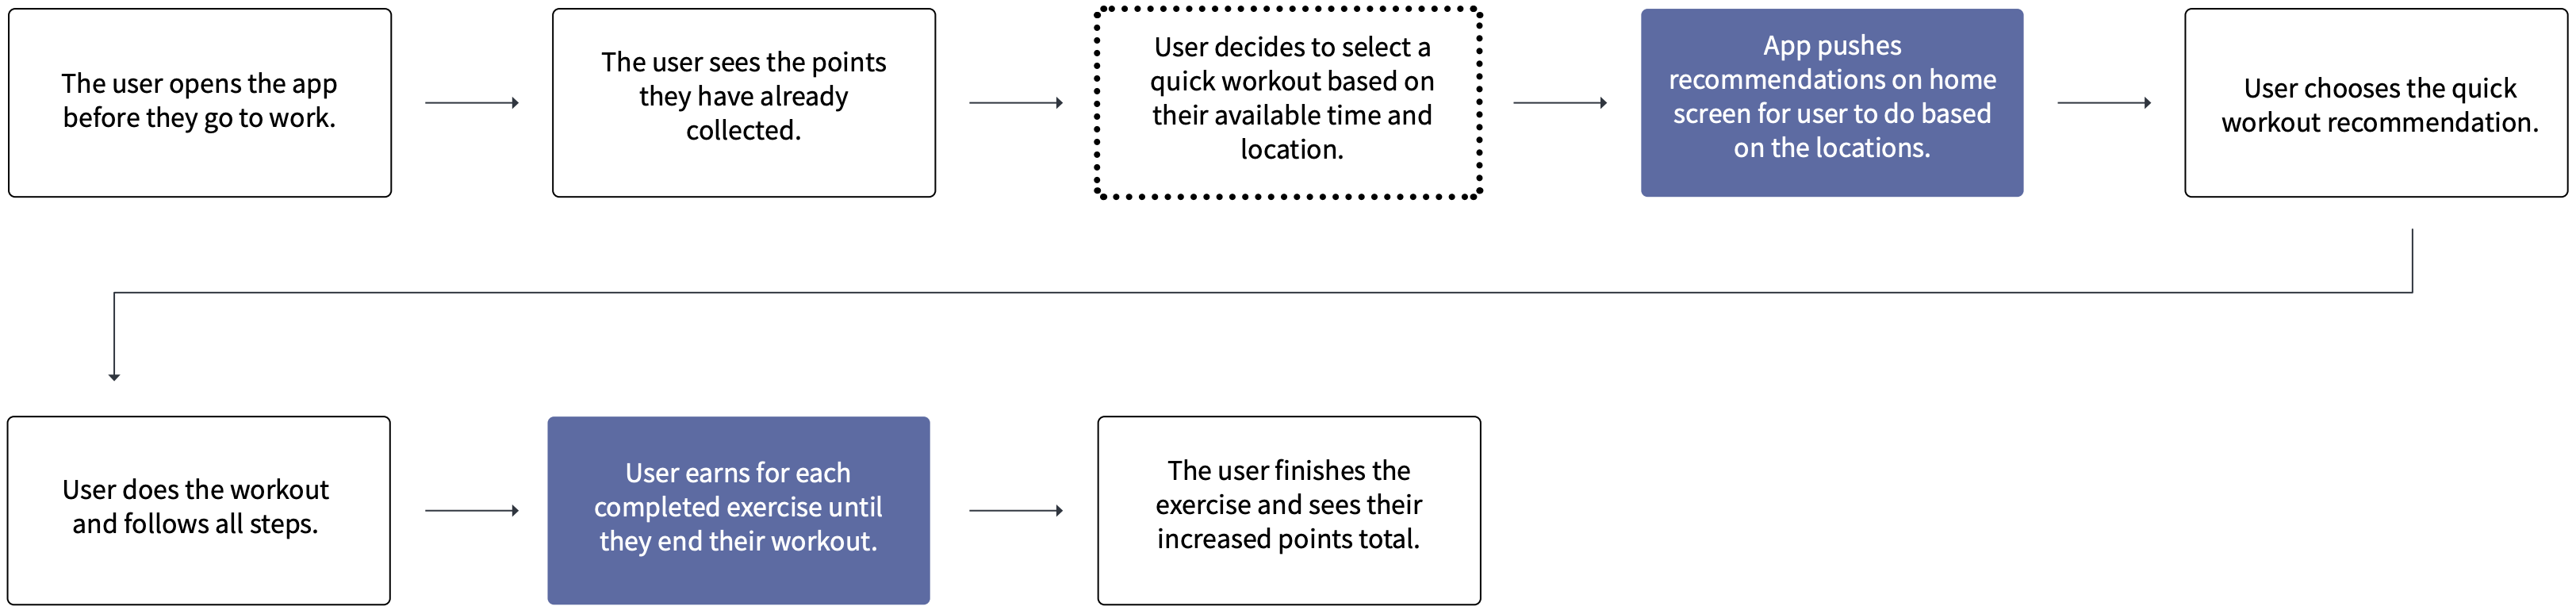 The user opens the app
before they go to work.
The user sees the points
they have already
collected.
User decides to select a
quick workout based on
their available time and
location.
App pushes
recommendations on home
screen for user to do based
on the locations.
User chooses the quick
workout recommendation.
User does the workout
and follows all steps.
User earns for each
completed exercise until
they end their workout.
The user finishes the
exercise and sees their
increased points total.